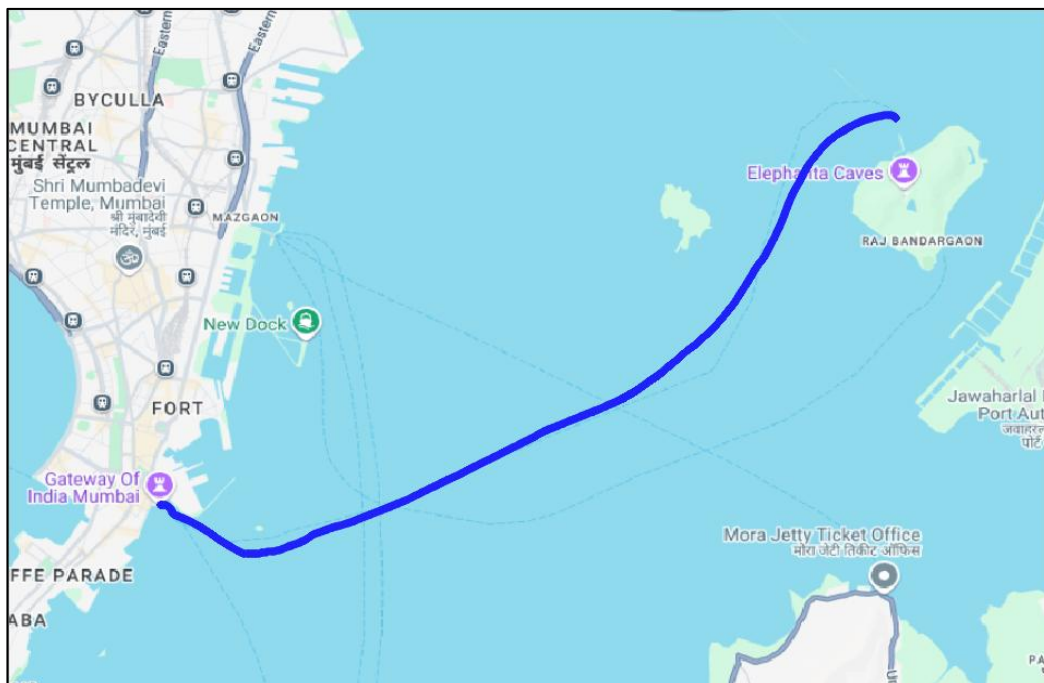 Eastern
Eastern
BYCULLA
MUMBAI
CENTRAL
मुंबई सेंट्रल
Shri Mumbadevi
Temple, Mumbai
श्री मुंबादेवी
मंदिर, मुंबई
MAZGAON
Elephanta Caves
RAJ BANDARGAON
New Dock
FORT
Jawaharlal
Port Aut
पोर्ट
Gateway Of
India Mumbai
Mora Jetty Ticket Office
मोरा जेटी तिकीट ऑफिस
FFE PARADE
ABA
PA